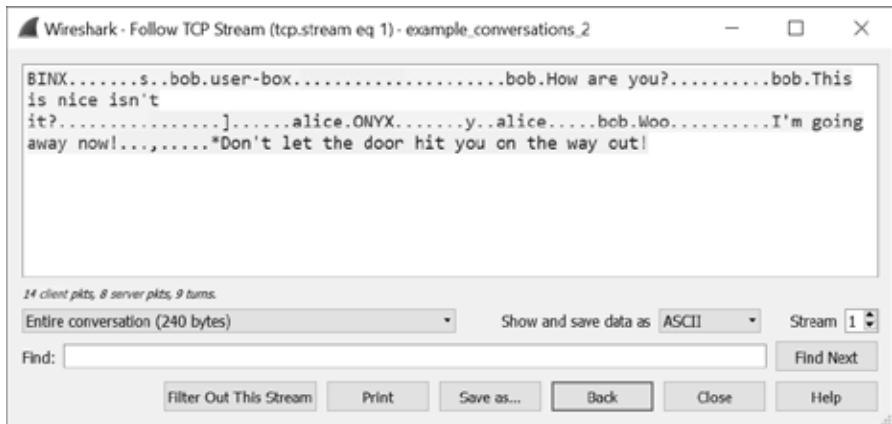 Wireshark - Follow TCP Stream (tcp.stream eq 1) - example_conversations_2
BINX.......s..bob.user-box.....................bob.How are you?..........bob.This
is nice isn't
it?................]......alice.ONYX.......y..alice.....bob.Woo..........I'm going
away now!...,.....*Don't let the door hit you on the way out!
14 client pkts, 8 server pkts, 9 turns.
Entire conversation (240 bytes) Show and save data as ASCII Stream 1
Find: Find Next
Filter Out This Stream Print Save as... Back Close Help